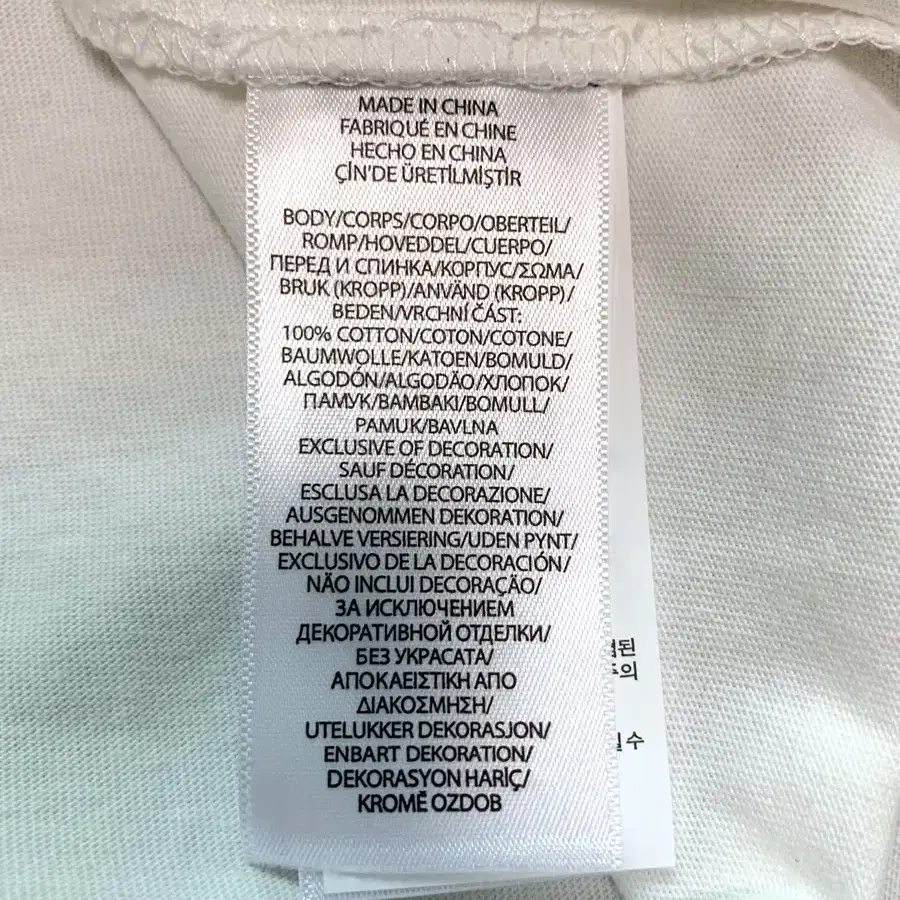 MADE IN CHINA
FABRIQUÉ EN CHINE
HECHO EN CHINA
ÇİN'DE ÜRETİLMİŞTİR
BODY/CORPS/CORPO/OBERTEIL/
ROMP/HOVEDDEL/CUERPO/
ПЕРЕД И СПИНКА/КОРПУС/ΣΩΜΑ/
BRUK (KROPP)/ANVÄND (KROPP)/
BEDEN/VRCHNÍ ČÁST:
100% COTTON/COTON/COTONE/
BAUMWOLLE/KATOEN/BOMULD/
ALGODÓN/ALGODÃO/ХЛОПОК/
ПАМУК/BAMBAKI/BOMULL/
PAMUK/BAVLNA
EXCLUSIVE OF DECORATION/
SAUF DÉCORATION/
ESCLUSA LA DECORAZIONE/
AUSGENOMMEN DEKORATION/
BEHALVE VERSIERING/UDEN PYNT/
EXCLUSIVO DE LA DECORACIÓN/
NÃO INCLUI DECORAÇÃO/
ЗА ИСКЛЮЧЕНИЕМ
ДЕКОРАТИВНОЙ ОТДЕЛКИ/
БЕЗ УКРАСАТА/
ΑΠΟΚΛΕΙΣΤΙΚΗ ΑΠΟ
ΔΙΑΚΟΣΜΗΣΗ/
UTELUKKER DEKORASJON/
ENBART DEKORATION/
DEKORASYON HARİÇ/
KROMĚ OZDOB
된
의
수